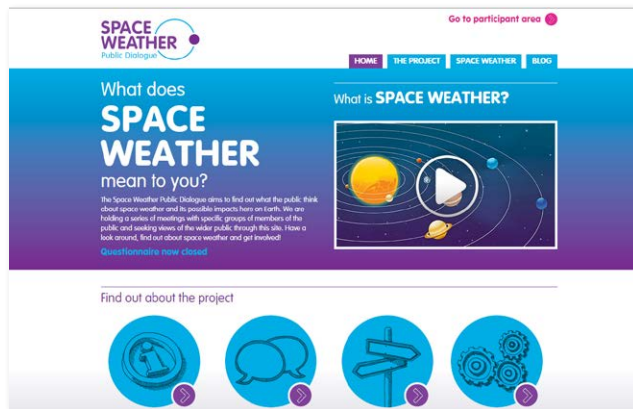 SPACE
WEATHER
Public Dialogue
Go to participant area
HOME
THE PROJECT
SPACE WEATHER
BLOG
What does
SPACE
WEATHER
mean to you?
The Space Weather Public Dialogue aims to find out what the public think
about space weather and its possible impacts here on Earth. We are
holding a series of meetings with specific groups of members of the
public and seeking views of the wider public through this site. Have a
look around, find out about space weather and get involved!
Questionnaire now closed
What is SPACE WEATHER?
Find out about the project
i